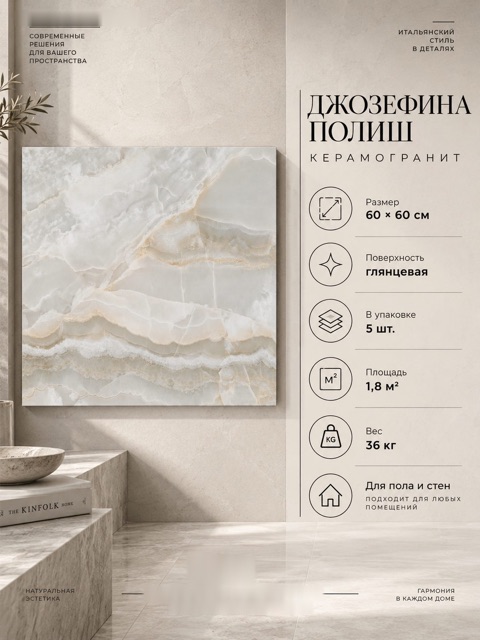 СОВРЕМЕННЫЕ
РЕШЕНИЯ
ДЛЯ ВАШЕГО
ПРОСТРАНСТВА
ИТАЛЬЯНСКИЙ
СТИЛЬ
В ДЕТАЛЯХ
ДЖОЗЕФИНА
ПОЛИШ
КЕРАМОГРАНИТ
Размер
60 × 60 см
Поверхность
глянцевая
В упаковке
5 шт.
M²
Площадь
1,8 м²
KG
Вес
36 кг
Для пола и стен
ПОДХОДИТ ДЛЯ ЛЮБЫХ
ПОМЕЩЕНИЙ
THE KINFOLK HOME
НАТУРАЛЬНАЯ
ЭСТЕТИКА
ГАРМОНИЯ
В КАЖДОМ ДОМЕ